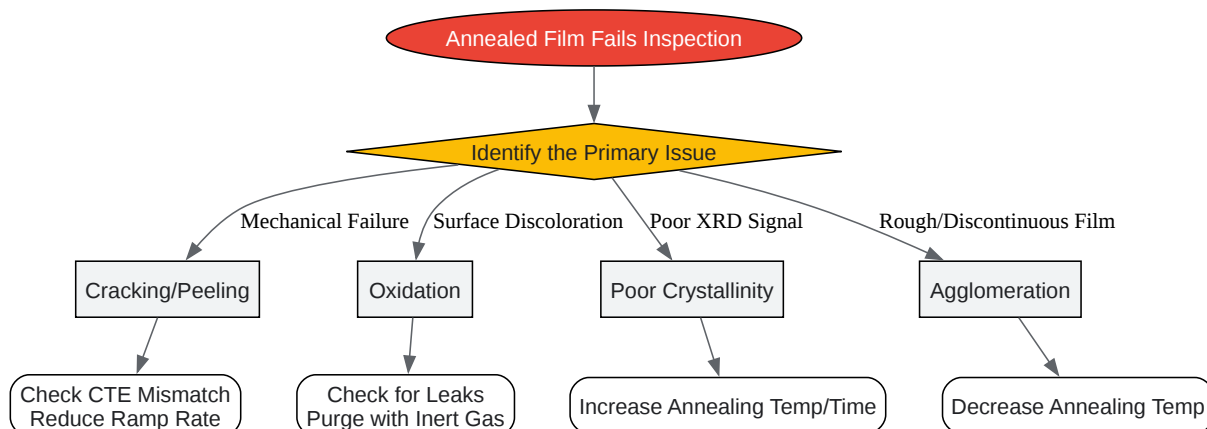 Annealed Film Fails Inspection
Identify the Primary Issue
Mechanical Failure
Surface Discoloration
Poor XRD Signal
Rough/Discontinuous Film
Cracking/Peeling
Oxidation
Poor Crystallinity
Agglomeration
Check CTE Mismatch
Reduce Ramp Rate
Check for Leaks
Purge with Inert Gas
Increase Annealing Temp/Time
Decrease Annealing Temp